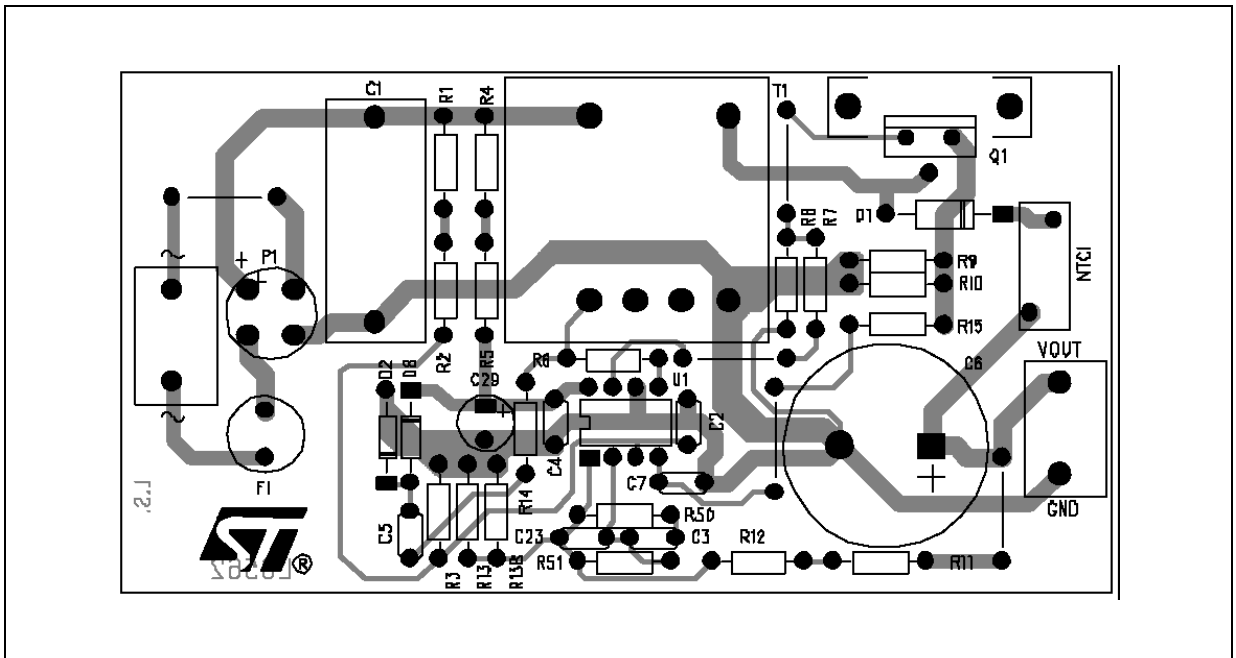 C1
R1
R4
T1
Q1
+
P1
~
D1
R8
R7
R9
NTC1
R10
R15
R2
R5
R6
C6
VOUT
D2
D8
C29
+
U1
C2
C4
+
F1
R14
C7
GND
C5
R50
C23
C3
R12
R51
R11
R3
R13
R13B
ST®
L6562